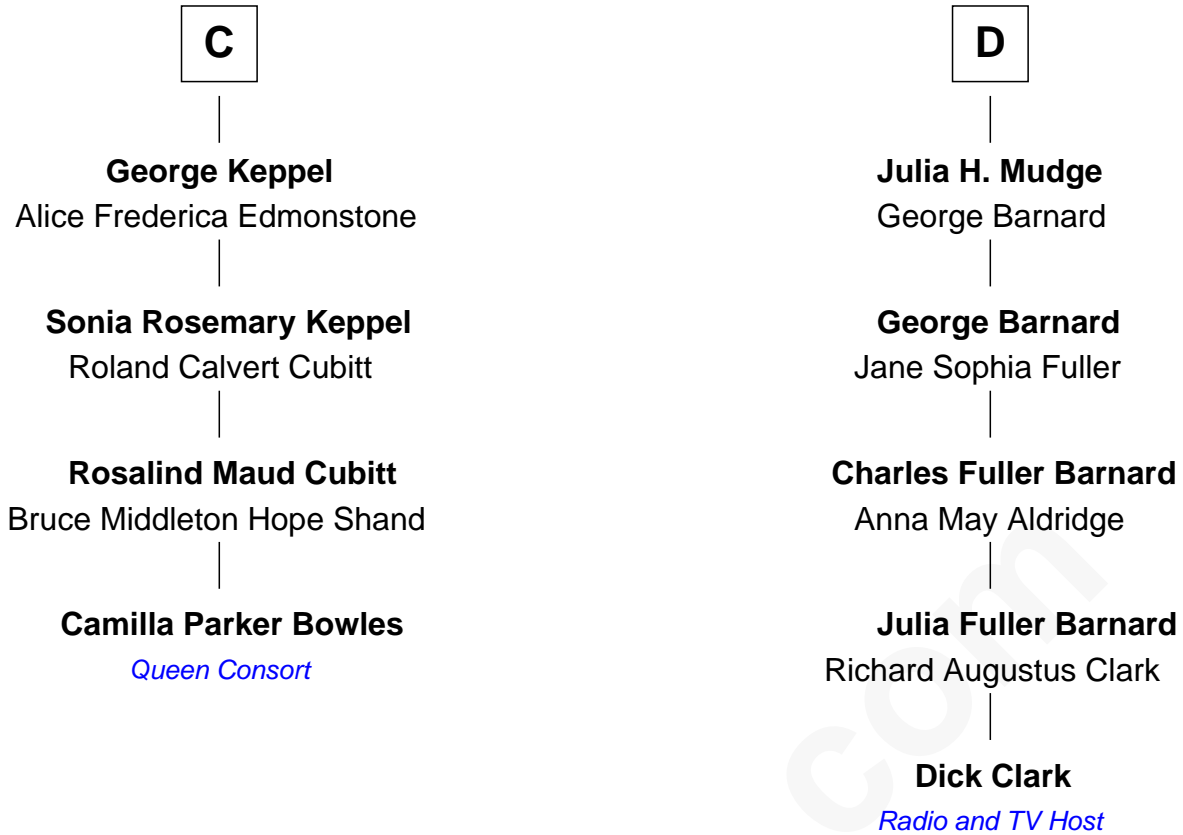 C
George Keppel
Alice Frederica Edmonstone
Sonia Rosemary Keppel
Roland Calvert Cubitt
Rosalind Maud Cubitt
Bruce Middleton Hope Shand
Camilla Parker Bowles
Queen Consort
D
Julia H. Mudge
George Barnard
George Barnard
Jane Sophia Fuller
Charles Fuller Barnard
Anna May Aldridge
Julia Fuller Barnard
Richard Augustus Clark
Dick Clark
Radio and TV Host
com